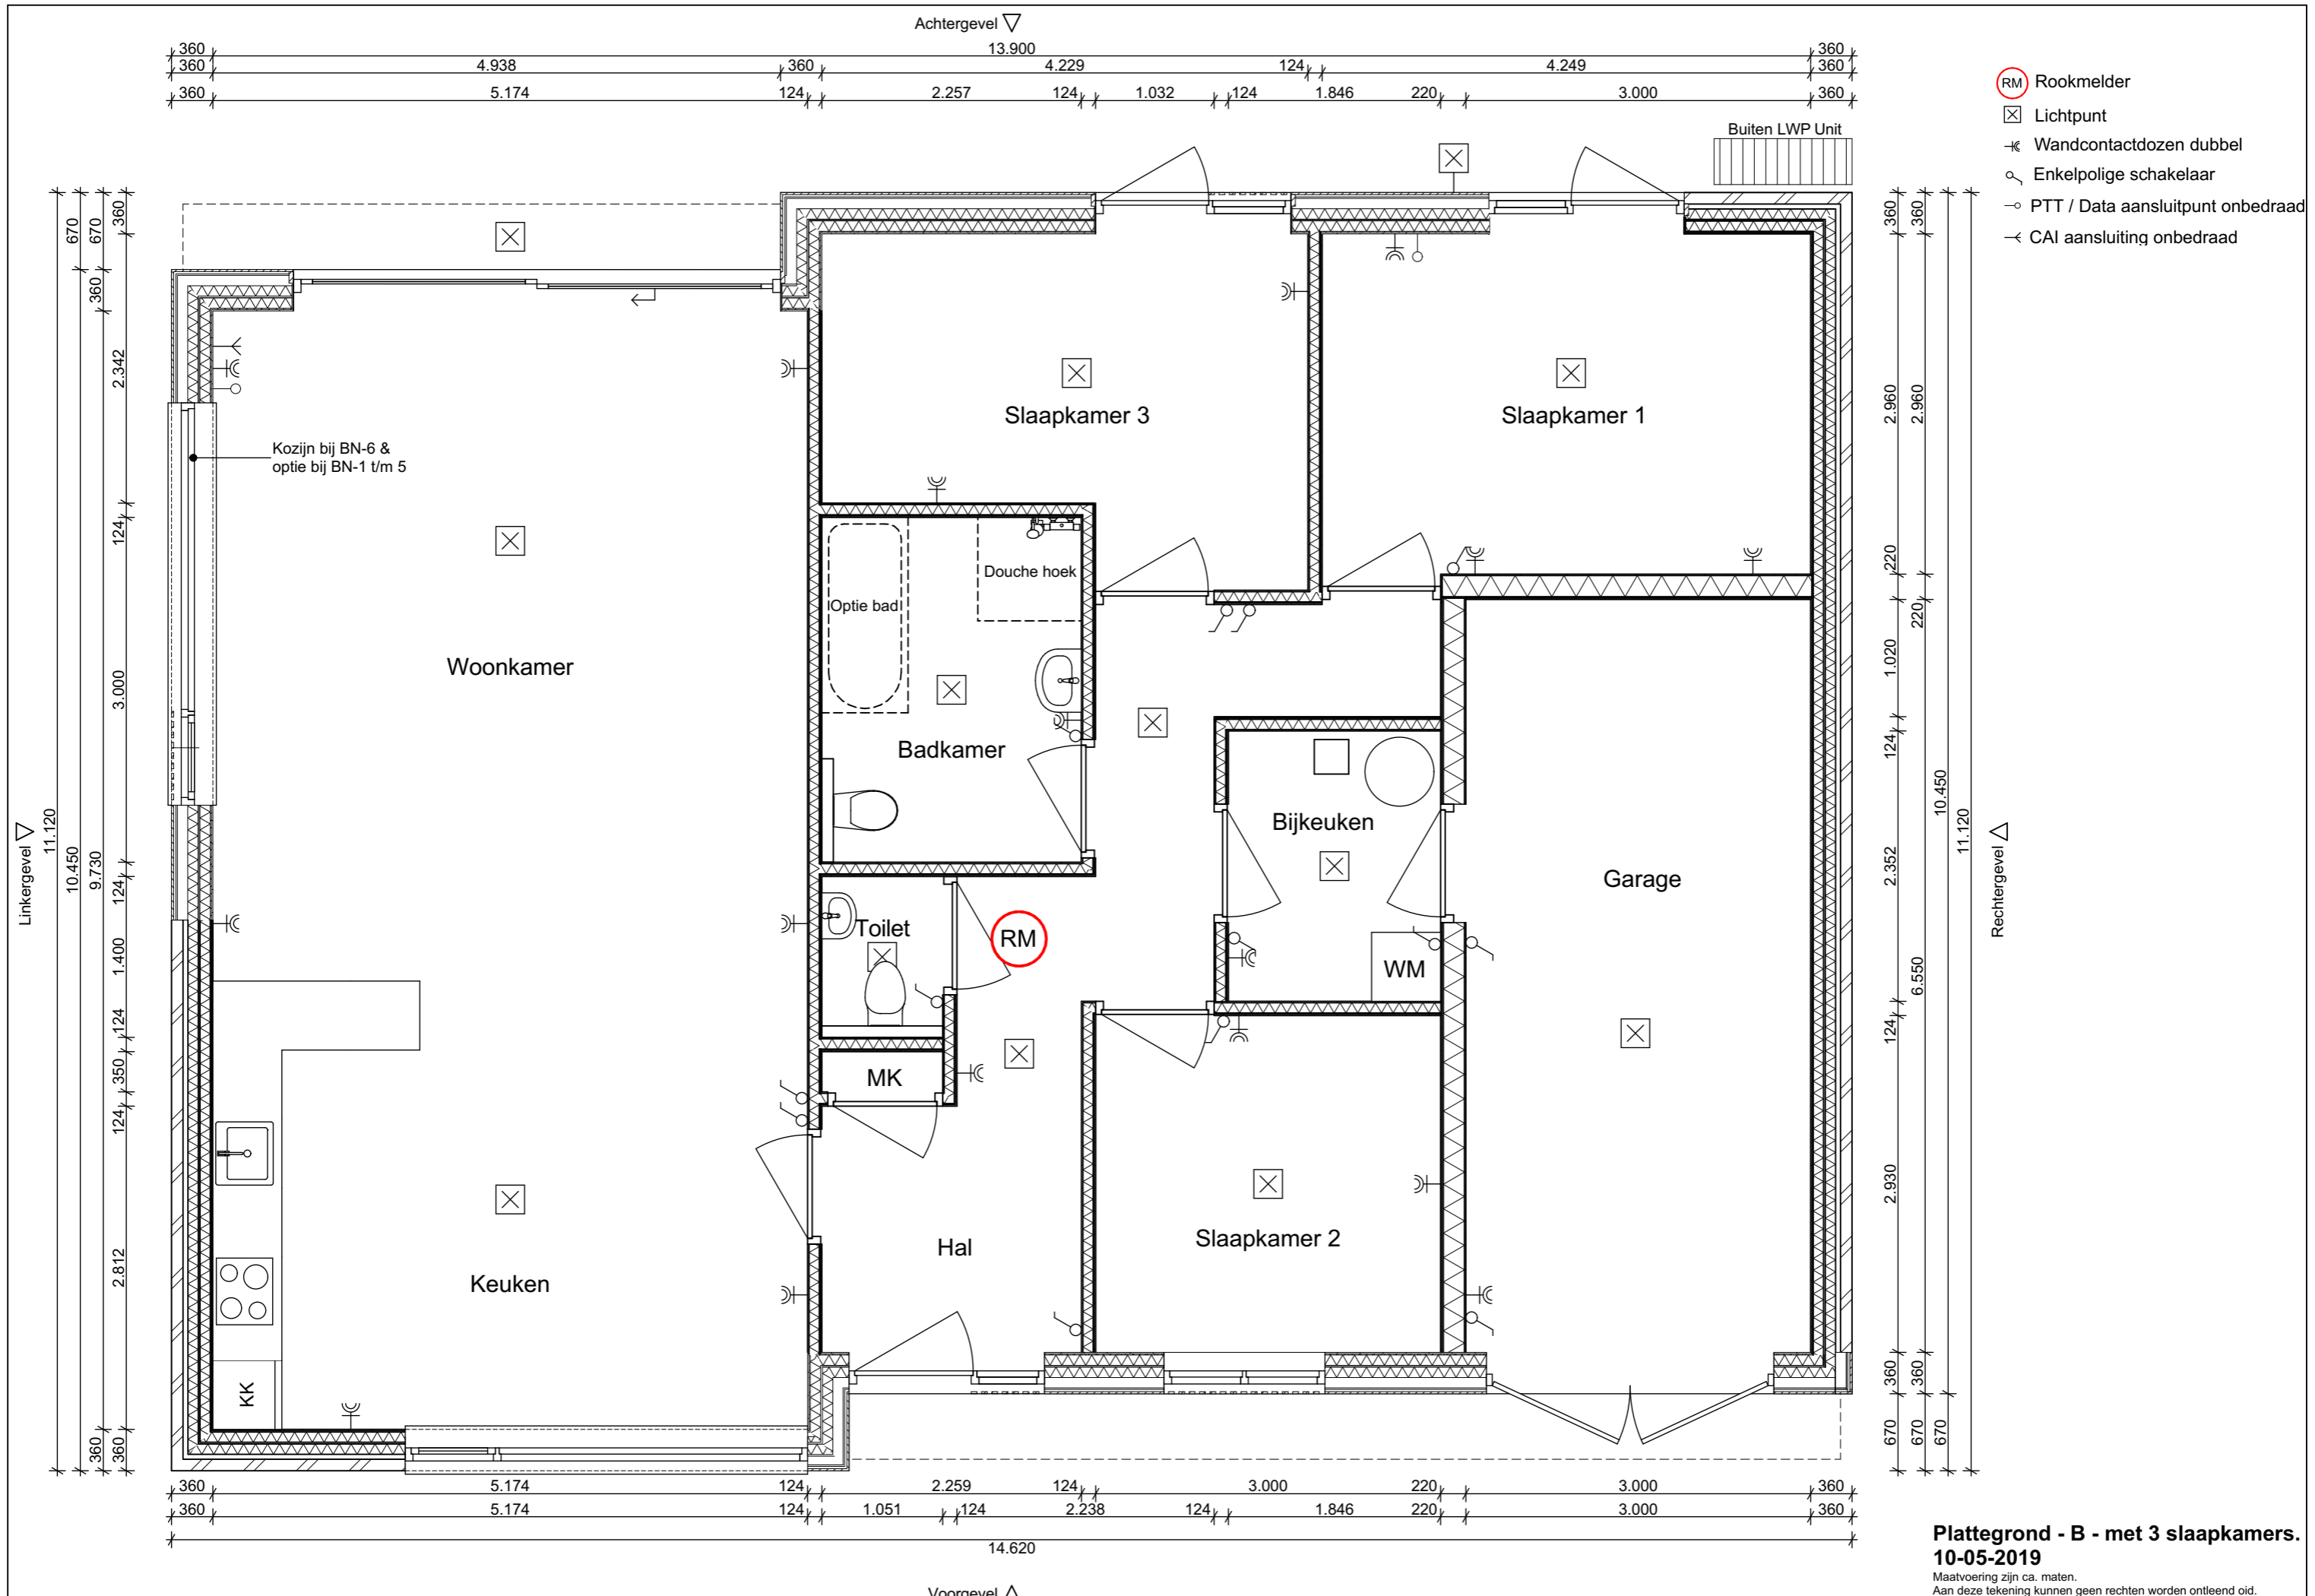 Achtergevel
360 13.900 360
360 4.938 360 4.229 124 4.249 360
360 5.174 124 2.257 124 1.032 124 1.846 220 3.000 360
RM Rookmelder
Lichtpunt
Wandcontactdozen dubbel
Enkelpolige schakelaar
PTT / Data aansluitpunt onbedraad
CAI aansluiting onbedraad
Buiten LWP Unit
Linkergevel
11.120
670 10.450
670 360 9.730 360
360 2.342 124 3.000 124 1.400 124 350 124 2.812 360
Kozijn bij BN-6 &
optie bij BN-1 t/m 5
Slaapkamer 3
Slaapkamer 1
Optie bad
Douche hoek
Woonkamer
Badkamer
Bijkeuken
Garage
Toilet
RM
WM
MK
Slaapkamer 2
Hal
Keuken
KK
360 2.960 220 1.020 124 2.352 124 2.930 360 670
360 2.960 220 6.550 360 670
10.450 670
11.120
Rechtergevel
360 5.174 124 2.259 124 3.000 220 3.000 360
360 5.174 124 1.051 124 2.238 124 1.846 220 3.000 360
14.620
Voorgevel
Plattegrond - B - met 3 slaapkamers.
10-05-2019
Maatvoering zijn ca. maten.
Aan deze tekening kunnen geen rechten worden ontleend oid.